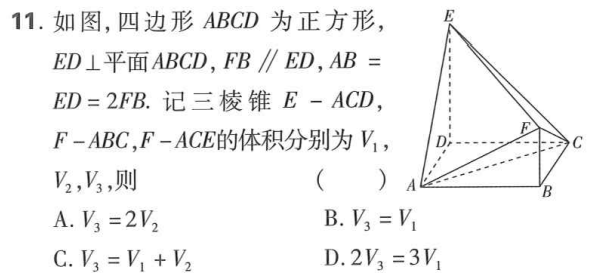 11. 如图,四边形 ABCD 为正方形,
ED⊥平面ABCD, FB∥ED, AB =
ED = 2FB. 记三棱锥 E - ACD,
F - ABC, F - ACE的体积分别为 V₁,
V₂, V₃, 则 ( )
A. V₃ = 2V₂ B. V₃ = V₁
C. V₃ = V₁ + V₂ D. 2V₃ = 3V₁
E
F
D
C
A
B